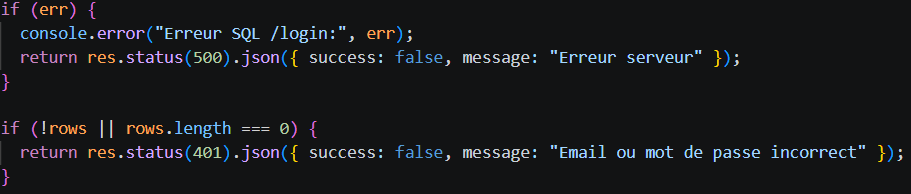 if (err) {
console.error("Erreur SQL /login:", err);
return res.status(500).json({ success: false, message: "Erreur serveur" });
}
if (!rows || rows.length === 0) {
return res.status(401).json({ success: false, message: "Email ou mot de passe incorrect" });
}